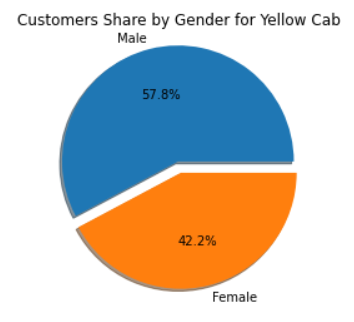 Customers Share by Gender for Yellow Cab
Male
57.8%
42.2%
Female